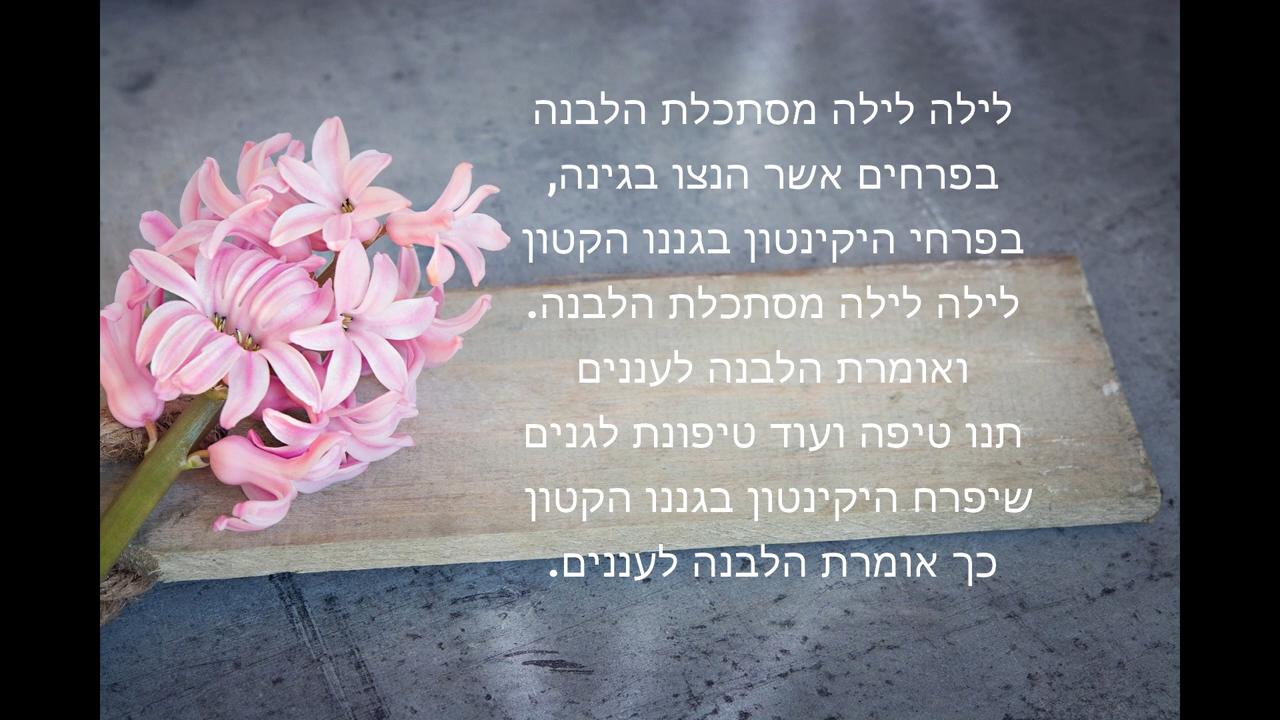 לילה לילה מסתכלת הלבנה
בפרחים אשר הנצו בגינה,
בפרחי היקינטון בגננו הקטון
לילה לילה מסתכלת הלבנה.
ואומרת הלבנה לעננים
תנו טיפה ועוד טיפונת לגנים
שיפרח היקינטון בגננו הקטון
כך אומרת הלבנה לעננים.